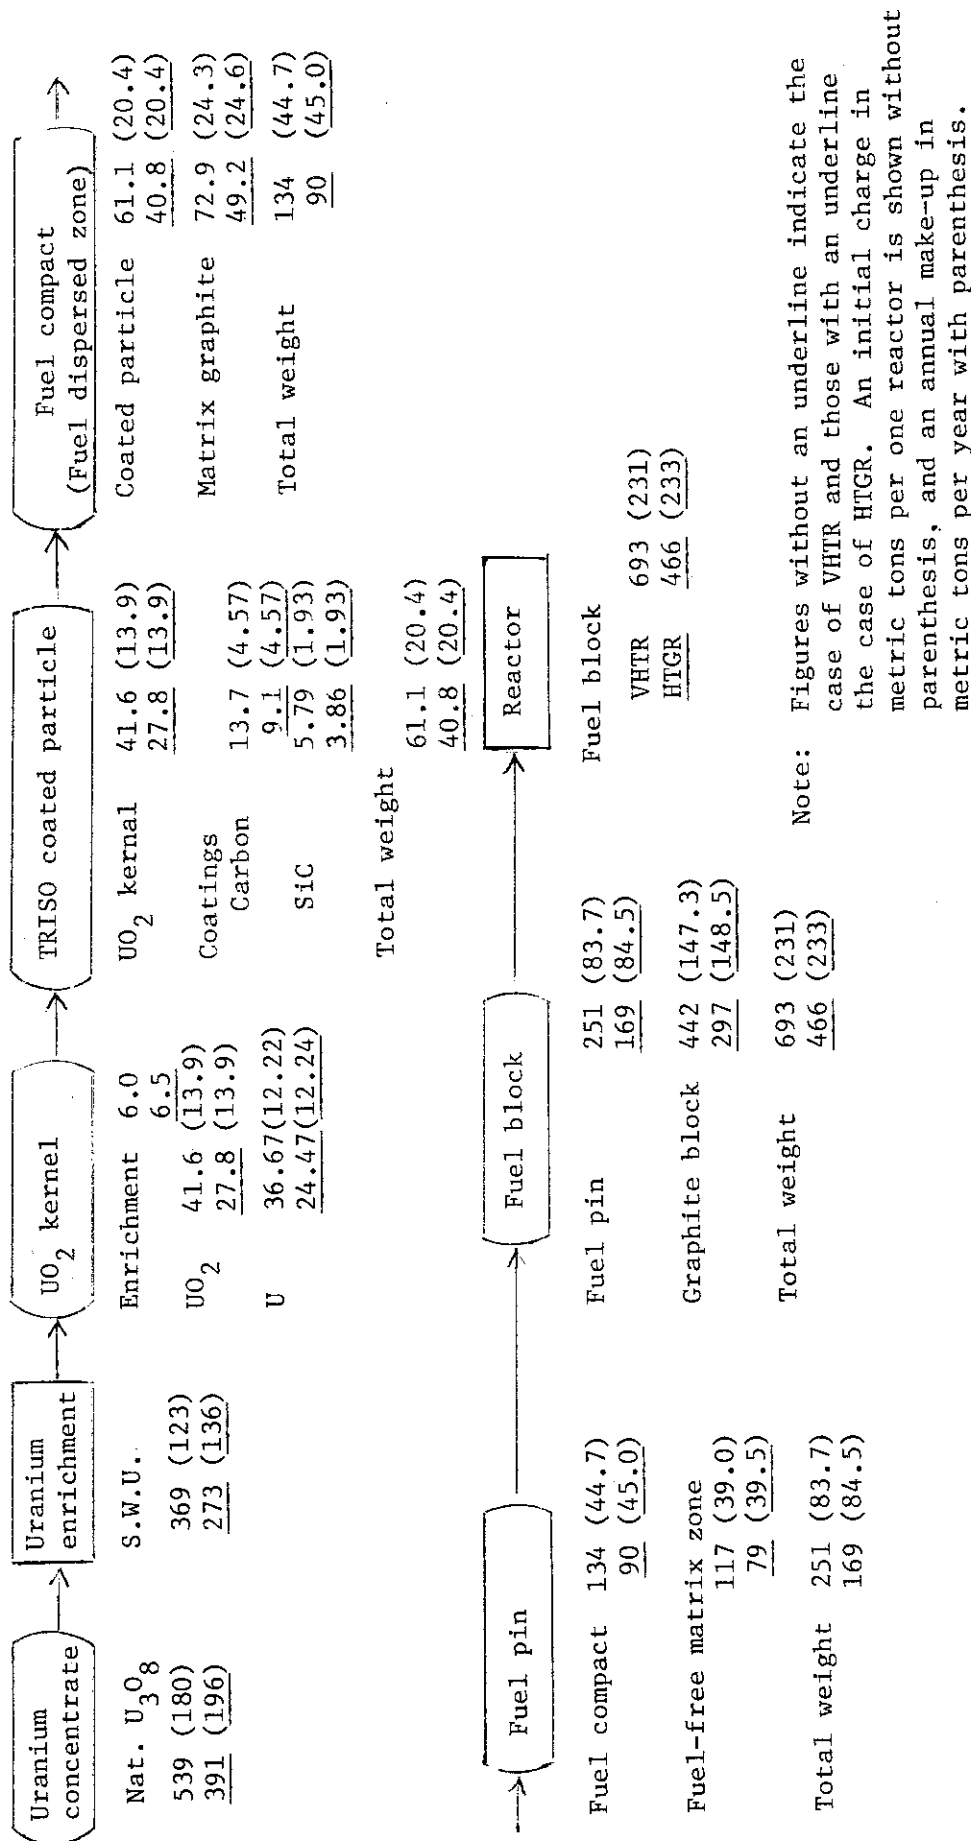 Uranium
concentrate
Nat. U3O8
539 (180)
391 (196)
Uranium
enrichment
S.W.U.
369 (123)
273 (136)
UO2 kernel
Enrichment 6.0
6.5
UO2 41.6 (13.9)
27.8 (13.9)
U 36.67(12.22)
24.47(12.24)
TRISO coated particle
UO2 kernal 41.6 (13.9)
27.8 (13.9)
Coatings
Carbon 13.7 (4.57)
9.1 (4.57)
SiC 5.79 (1.93)
3.86 (1.93)
Total weight
61.1 (20.4)
40.8 (20.4)
Fuel compact
(Fuel dispersed zone)
Coated particle 61.1 (20.4)
40.8 (20.4)
Matrix graphite 72.9 (24.3)
49.2 (24.6)
Total weight 134 (44.7)
90 (45.0)
Fuel pin
Fuel compact 134 (44.7)
90 (45.0)
Fuel-free matrix zone
117 (39.0)
79 (39.5)
Total weight 251 (83.7)
169 (84.5)
Fuel block
Fuel pin 251 (83.7)
169 (84.5)
Graphite block 442 (147.3)
297 (148.5)
Total weight 693 (231)
466 (233)
Reactor
Fuel block
VHTR 693 (231)
HTGR 466 (233)
Note: Figures without an underline indicate the
case of VHTR and those with an underline
the case of HTGR. An initial charge in
metric tons per one reactor is shown without
parenthesis, and an annual make-up in
metric tons per year with parenthesis.